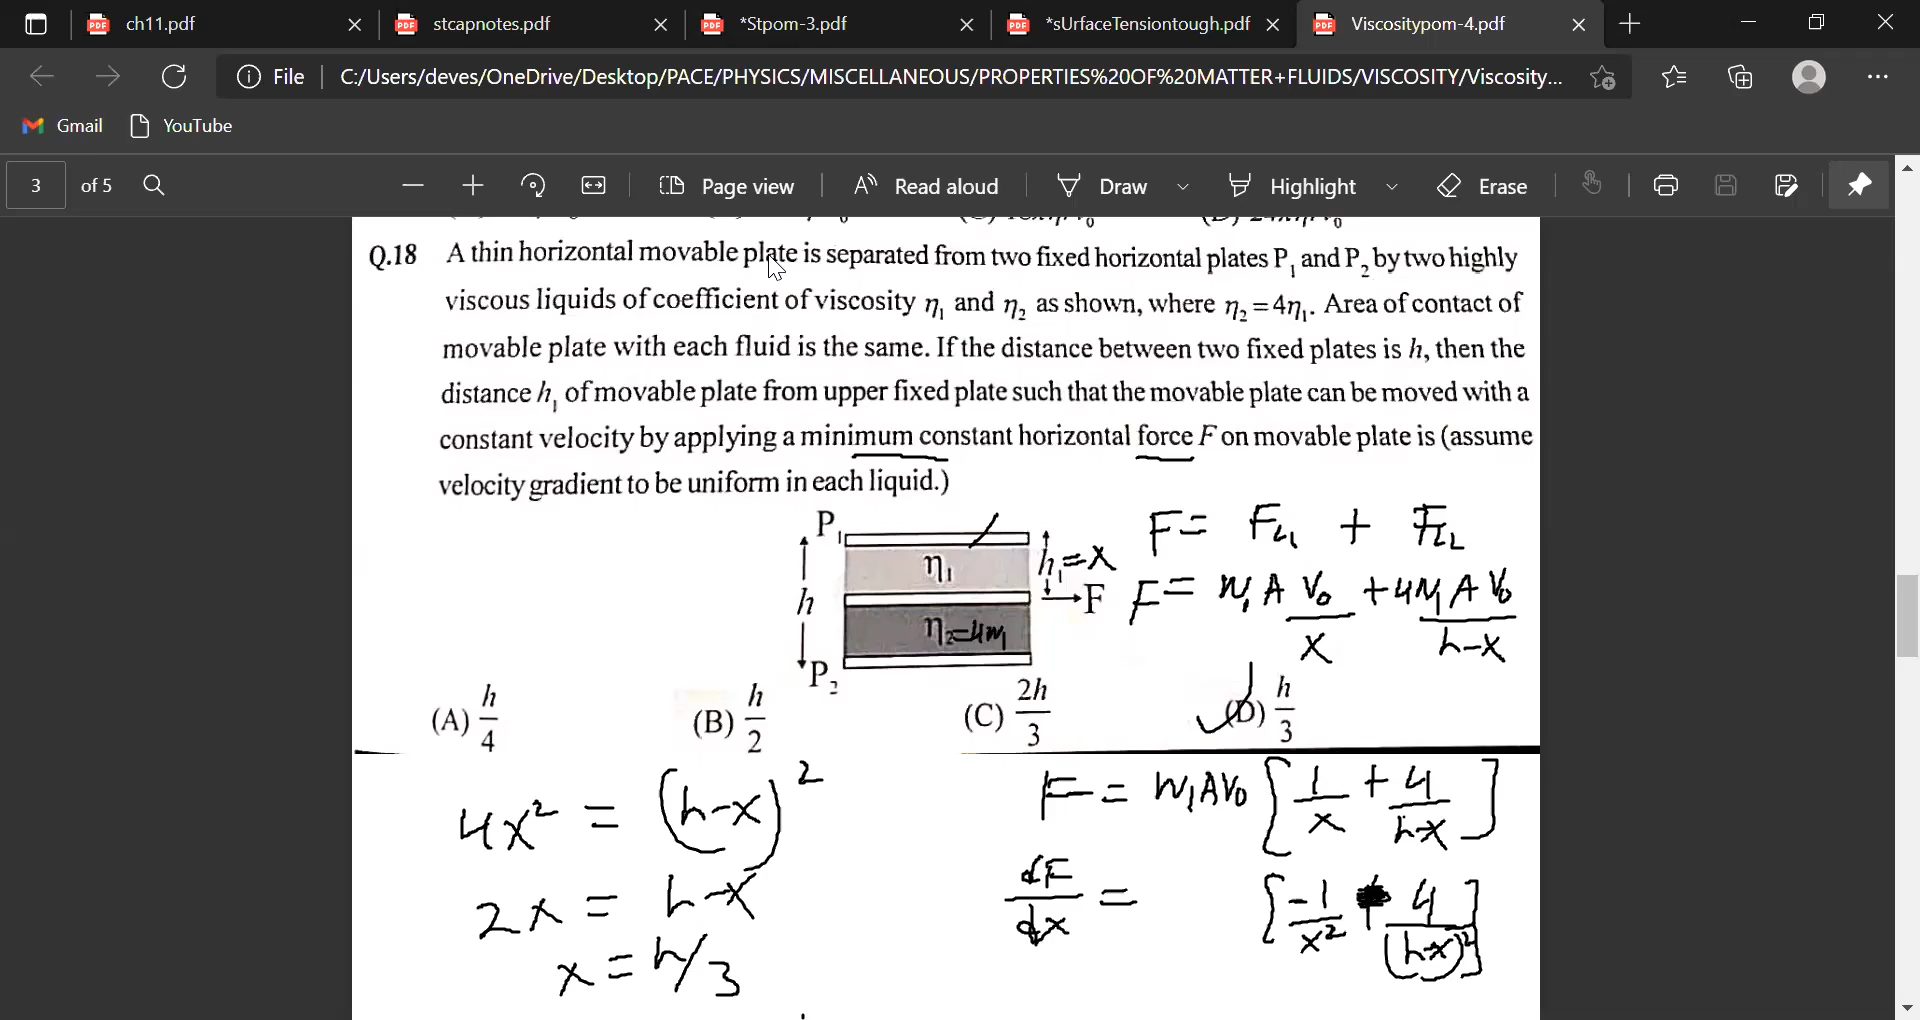 ch11.pdf
stcapnotes.pdf
*Stpom-3.pdf
*sUrfaceTensiontough.pdf
Viscositypom-4.pdf
File
C:/Users/deves/OneDrive/Desktop/PACE/PHYSICS/MISCELLANEOUS/PROPERTIES%20OF%20MATTER+FLUIDS/VISCOSITY/Viscosity...
Gmail
YouTube
3 of 5
Page view
Read aloud
Draw
Highlight
Erase
Q.18 A thin horizontal movable plate is separated from two fixed horizontal plates P₁ and P₂ by two highly
viscous liquids of coefficient of viscosity η₁ and η₂ as shown, where η₂ = 4η₁. Area of contact of
movable plate with each fluid is the same. If the distance between two fixed plates is h, then the
distance h₁ of movable plate from upper fixed plate such that the movable plate can be moved with a
constant velocity by applying a minimum constant horizontal force F on movable plate is (assume
velocity gradient to be uniform in each liquid.)
P₁
η₁
h₁=x
h
F
η₂=4η₁
P₂
F = F_L₁ + F_L₂
F = η₁ A V₀/x + 4η₁ A V₀/h-x
(A) h/4 (B) h/2 (C) 2h/3 (D) h/3
4x² = (h-x)²
2x = h-x
x = h/3
F = η₁AV₀ [1/x + 4/h-x]
dF/dx = [-1/x² + 4/(h-x)²]